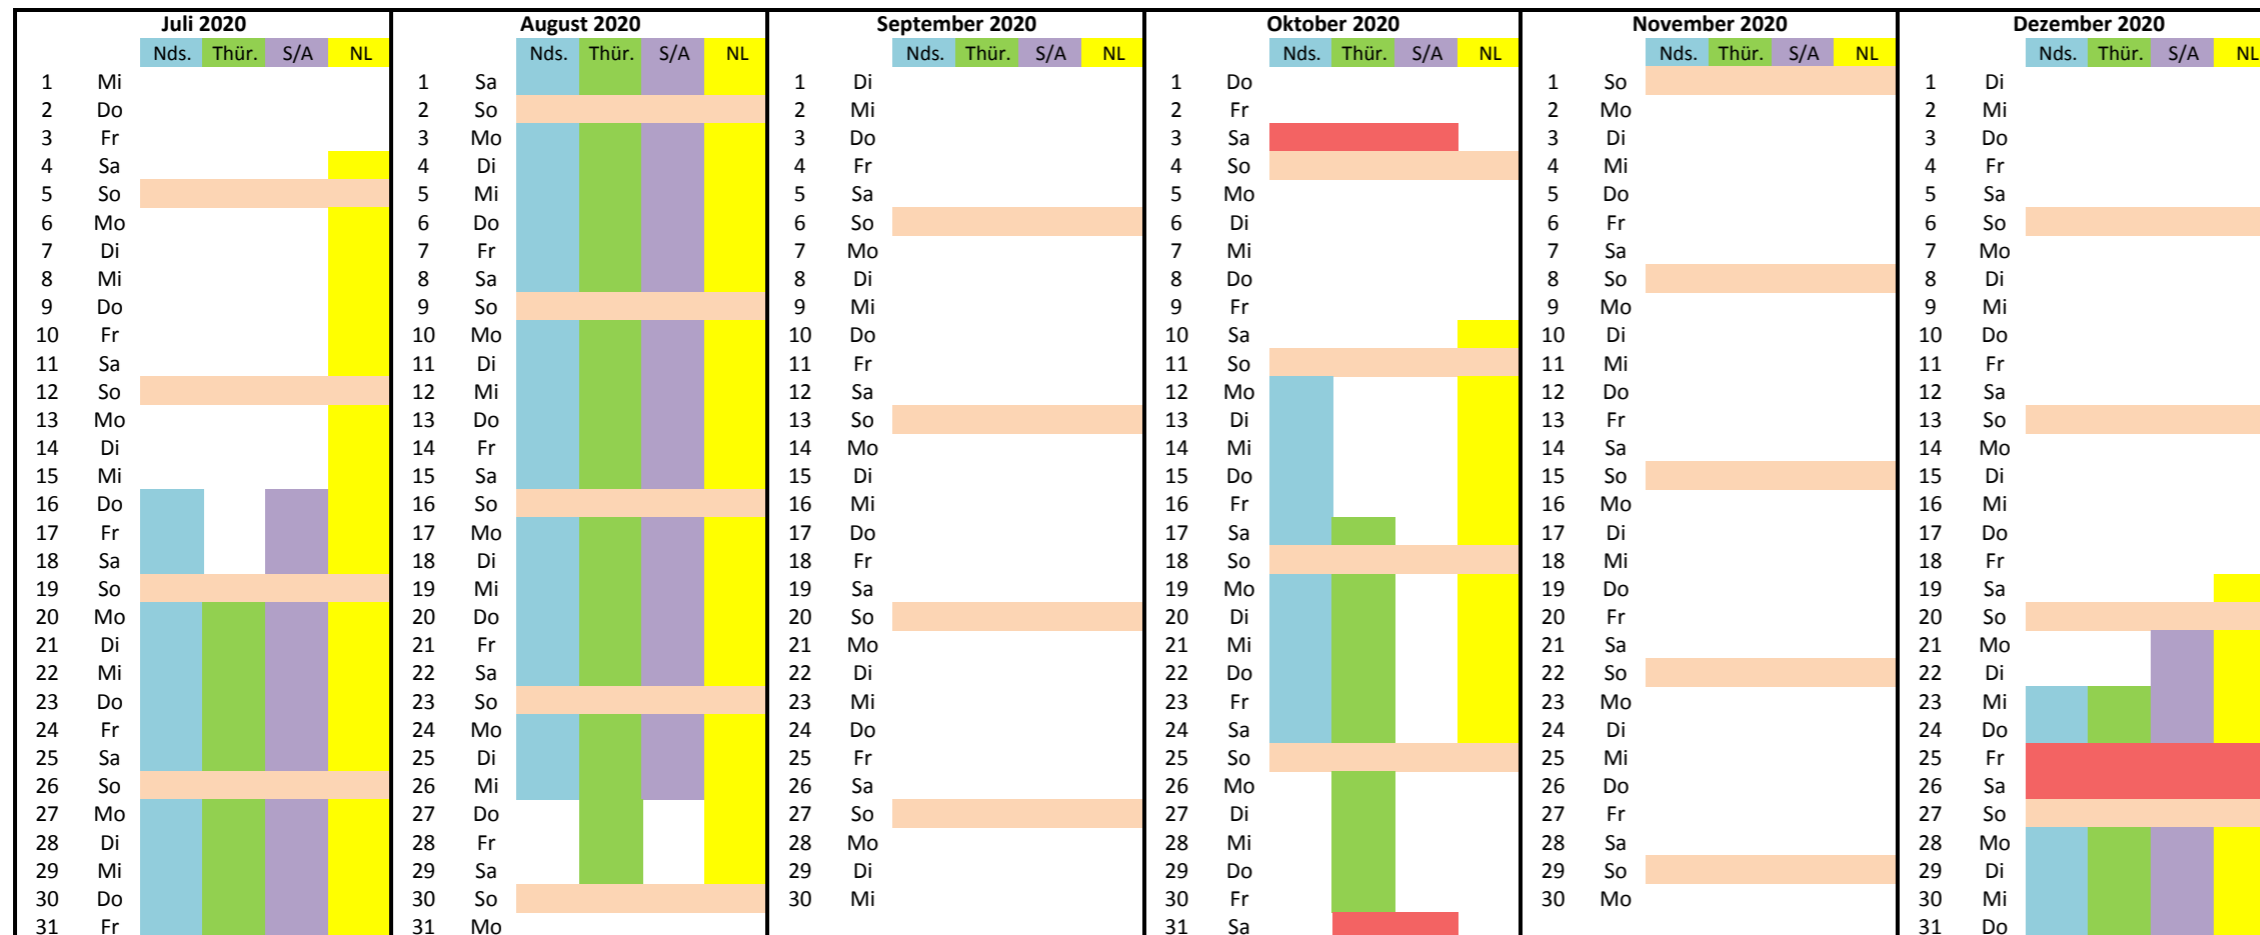 Juli 2020 August 2020 September 2020 Oktober 2020 November 2020 Dezember 2020
Nds. Thür. S/A NL Nds. Thür. S/A NL Nds. Thür. S/A NL Nds. Thür. S/A NL Nds. Thür. S/A NL Nds. Thür. S/A NL
1 Mi 1 Sa 1 Di 1 Do 1 So 1 Di
2 Do 2 So 2 Mi 2 Fr 2 Mo 2 Mi
3 Fr 3 Mo 3 Do 3 Sa 3 Di 3 Do
4 Sa 4 Di 4 Fr 4 So 4 Mi 4 Fr
5 So 5 Mi 5 Sa 5 Mo 5 Do 5 Sa
6 Mo 6 Do 6 So 6 Di 6 Fr 6 So
7 Di 7 Fr 7 Mo 7 Mi 7 Sa 7 Mo
8 Mi 8 Sa 8 Di 8 Do 8 So 8 Di
9 Do 9 So 9 Mi 9 Fr 9 Mo 9 Mi
10 Fr 10 Mo 10 Do 10 Sa 10 Di 10 Do
11 Sa 11 Di 11 Fr 11 So 11 Mi 11 Fr
12 So 12 Mi 12 Sa 12 Mo 12 Do 12 Sa
13 Mo 13 Do 13 So 13 Di 13 Fr 13 So
14 Di 14 Fr 14 Mo 14 Mi 14 Sa 14 Mo
15 Mi 15 Sa 15 Di 15 Do 15 So 15 Di
16 Do 16 So 16 Mi 16 Fr 16 Mo 16 Mi
17 Fr 17 Mo 17 Do 17 Sa 17 Di 17 Do
18 Sa 18 Di 18 Fr 18 So 18 Mi 18 Fr
19 So 19 Mi 19 Sa 19 Mo 19 Do 19 Sa
20 Mo 20 Do 20 So 20 Di 20 Fr 20 So
21 Di 21 Fr 21 Mo 21 Mi 21 Sa 21 Mo
22 Mi 22 Sa 22 Di 22 Do 22 So 22 Di
23 Do 23 So 23 Mi 23 Fr 23 Mo 23 Mi
24 Fr 24 Mo 24 Do 24 Sa 24 Di 24 Do
25 Sa 25 Di 25 Fr 25 So 25 Mi 25 Fr
26 So 26 Mi 26 Sa 26 Mo 26 Do 26 Sa
27 Mo 27 Do 27 So 27 Di 27 Fr 27 So
28 Di 28 Fr 28 Mo 28 Mi 28 Sa 28 Mo
29 Mi 29 Sa 29 Di 29 Do 29 So 29 Di
30 Do 30 So 30 Mi 30 Fr 30 Mo 30 Mi
31 Fr 31 Mo 31 Sa 31 Do